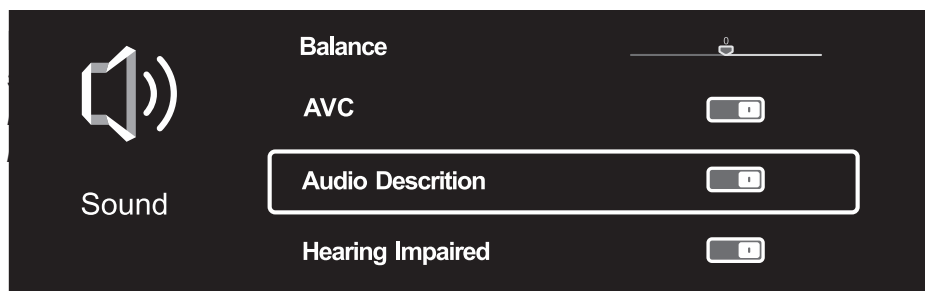 Balance
0
AVC
Audio Descrition
Sound
Hearing Impaired